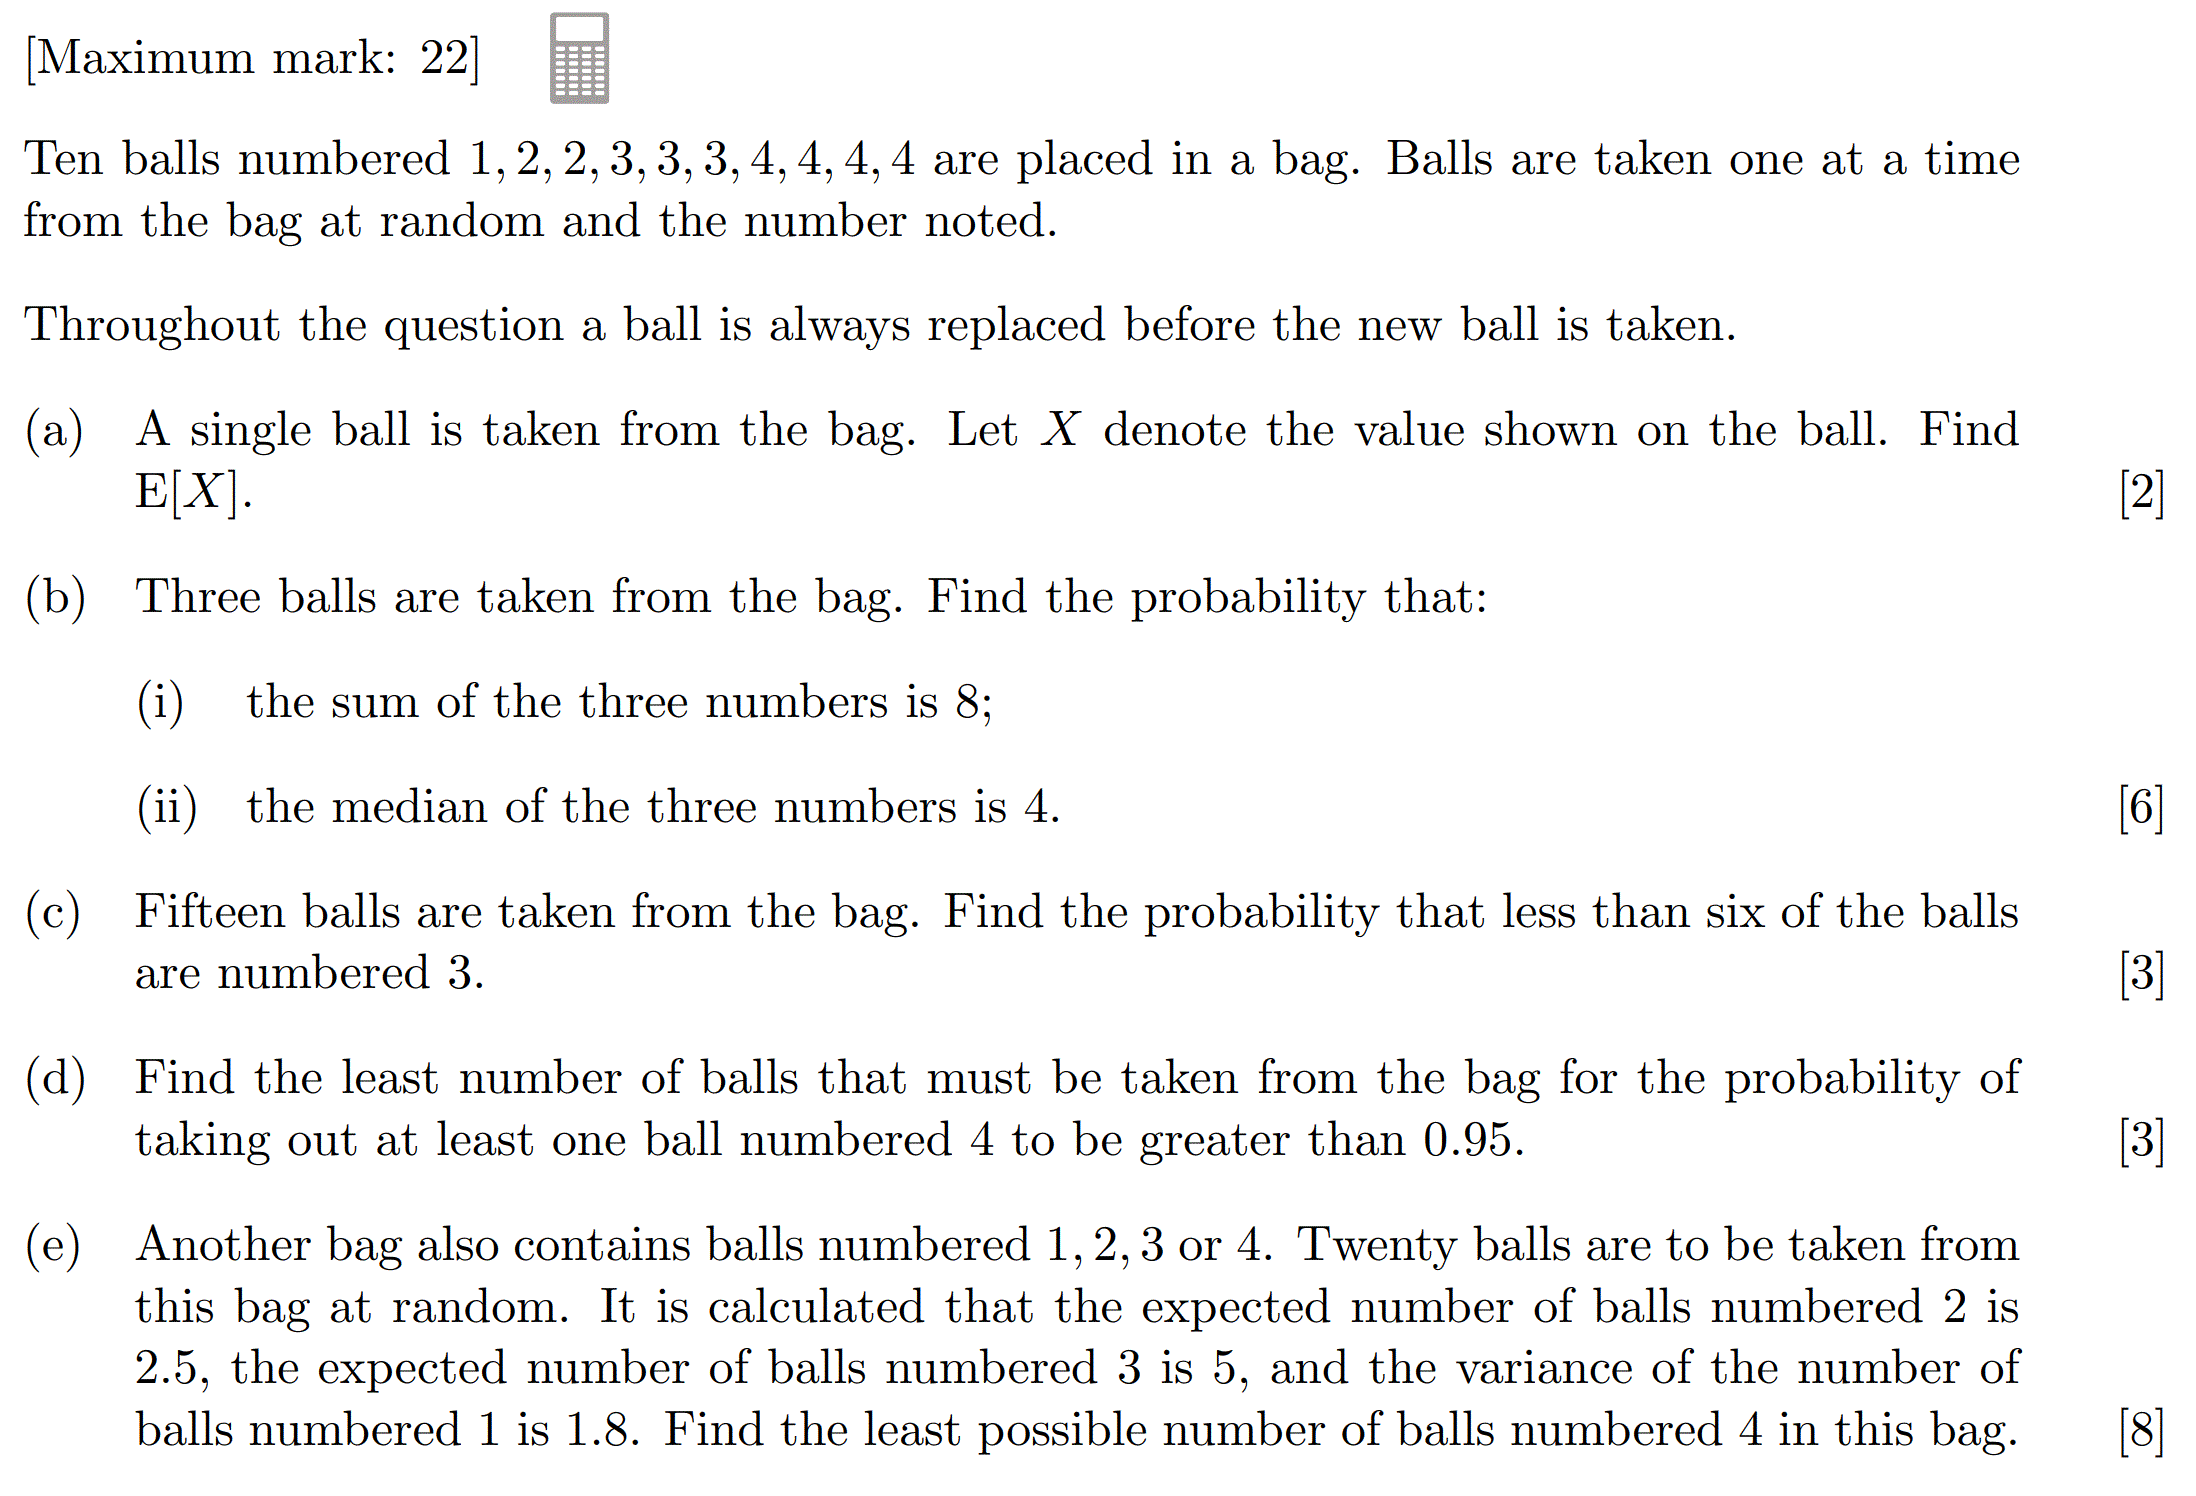 [Maximum mark: 22]
Ten balls numbered 1, 2, 2, 3, 3, 3, 4, 4, 4, 4 are placed in a bag. Balls are taken one at a time
from the bag at random and the number noted.
Throughout the question a ball is always replaced before the new ball is taken.
(a) A single ball is taken from the bag. Let X denote the value shown on the ball. Find
E[X]. [2]
(b) Three balls are taken from the bag. Find the probability that:
(i) the sum of the three numbers is 8;
(ii) the median of the three numbers is 4. [6]
(c) Fifteen balls are taken from the bag. Find the probability that less than six of the balls
are numbered 3. [3]
(d) Find the least number of balls that must be taken from the bag for the probability of
taking out at least one ball numbered 4 to be greater than 0.95. [3]
(e) Another bag also contains balls numbered 1, 2, 3 or 4. Twenty balls are to be taken from
this bag at random. It is calculated that the expected number of balls numbered 2 is
2.5, the expected number of balls numbered 3 is 5, and the variance of the number of
balls numbered 1 is 1.8. Find the least possible number of balls numbered 4 in this bag. [8]